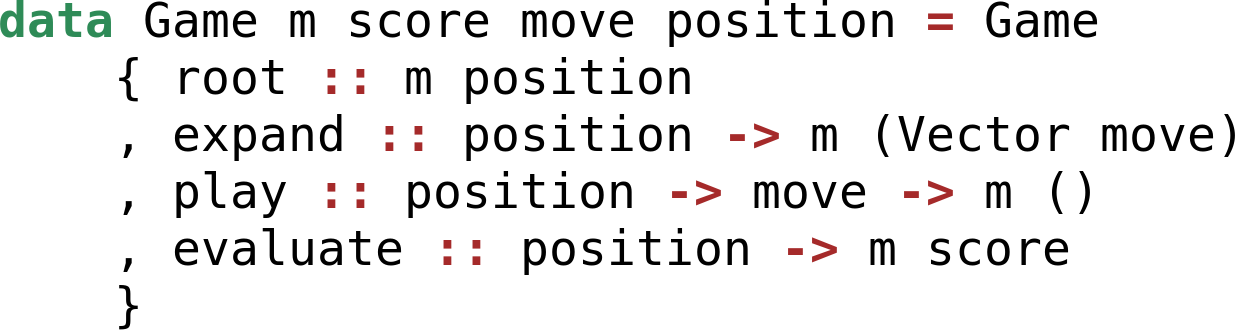 data Game m score move position = Game
    { root :: m position
    , expand :: position -> m (Vector move)
    , play :: position -> move -> m ()
    , evaluate :: position -> m score
    }